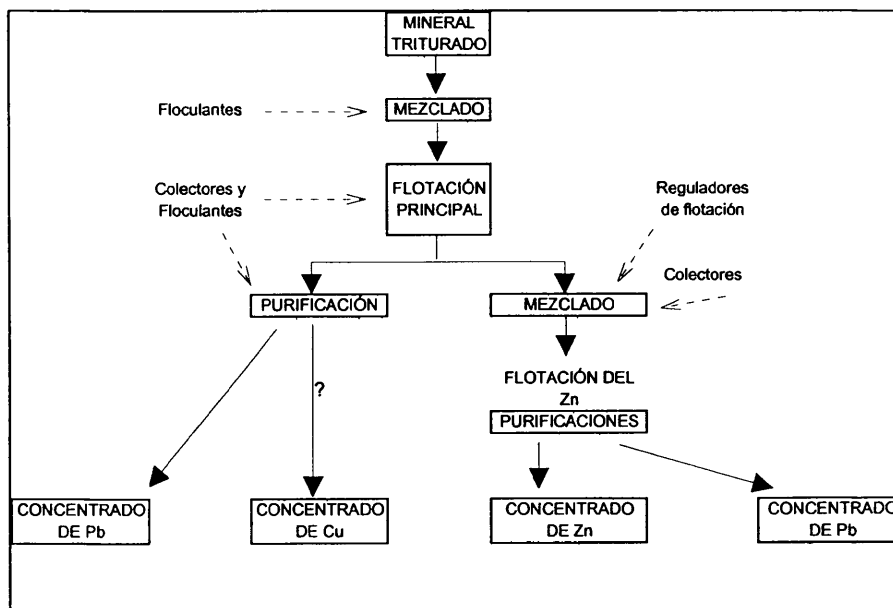 MINERAL
TRITURADO
Floculantes
MEZCLADO
Colectores y
Floculantes
FLOTACIÓN
PRINCIPAL
Reguladores
de flotación
Colectores
PURIFICACIÓN
MEZCLADO
?
FLOTACIÓN DEL
Zn
PURIFICACIONES
CONCENTRADO
DE Pb
CONCENTRADO
DE Cu
CONCENTRADO
DE Zn
CONCENTRADO
DE Pb